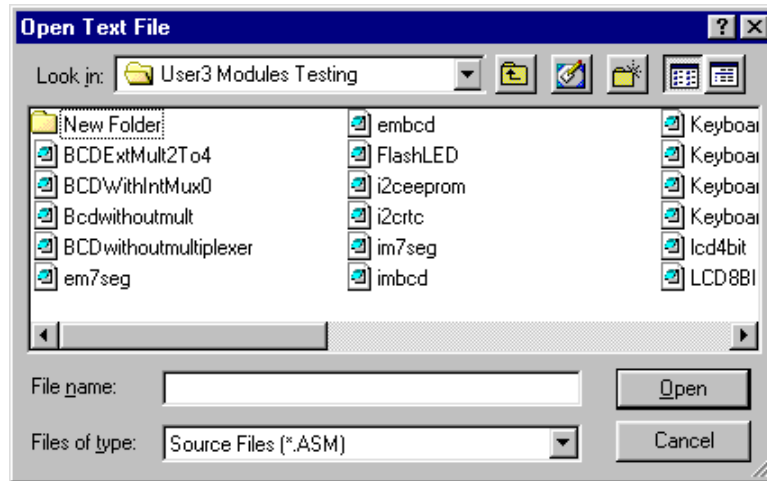 Open Text File
Look in: User3 Modules Testing
New Folder
BCDExtMult2To4
BCDWithIntMux0
Bcdwithoutmult
BCDwithoutmultiplexer
em7seg
embcd
FlashLED
i2ceeprom
i2crtc
im7seg
imbcd
Keyboar
Keyboar
Keyboar
Keyboar
lcd4bit
LCD8BI
File name:
Open
Files of type: Source Files (*.ASM)
Cancel